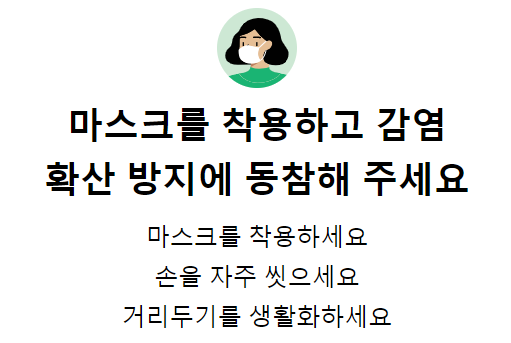 마스크를 착용하고 감염
확산 방지에 동참해 주세요
마스크를 착용하세요
손을 자주 씻으세요
거리두기를 생활화하세요